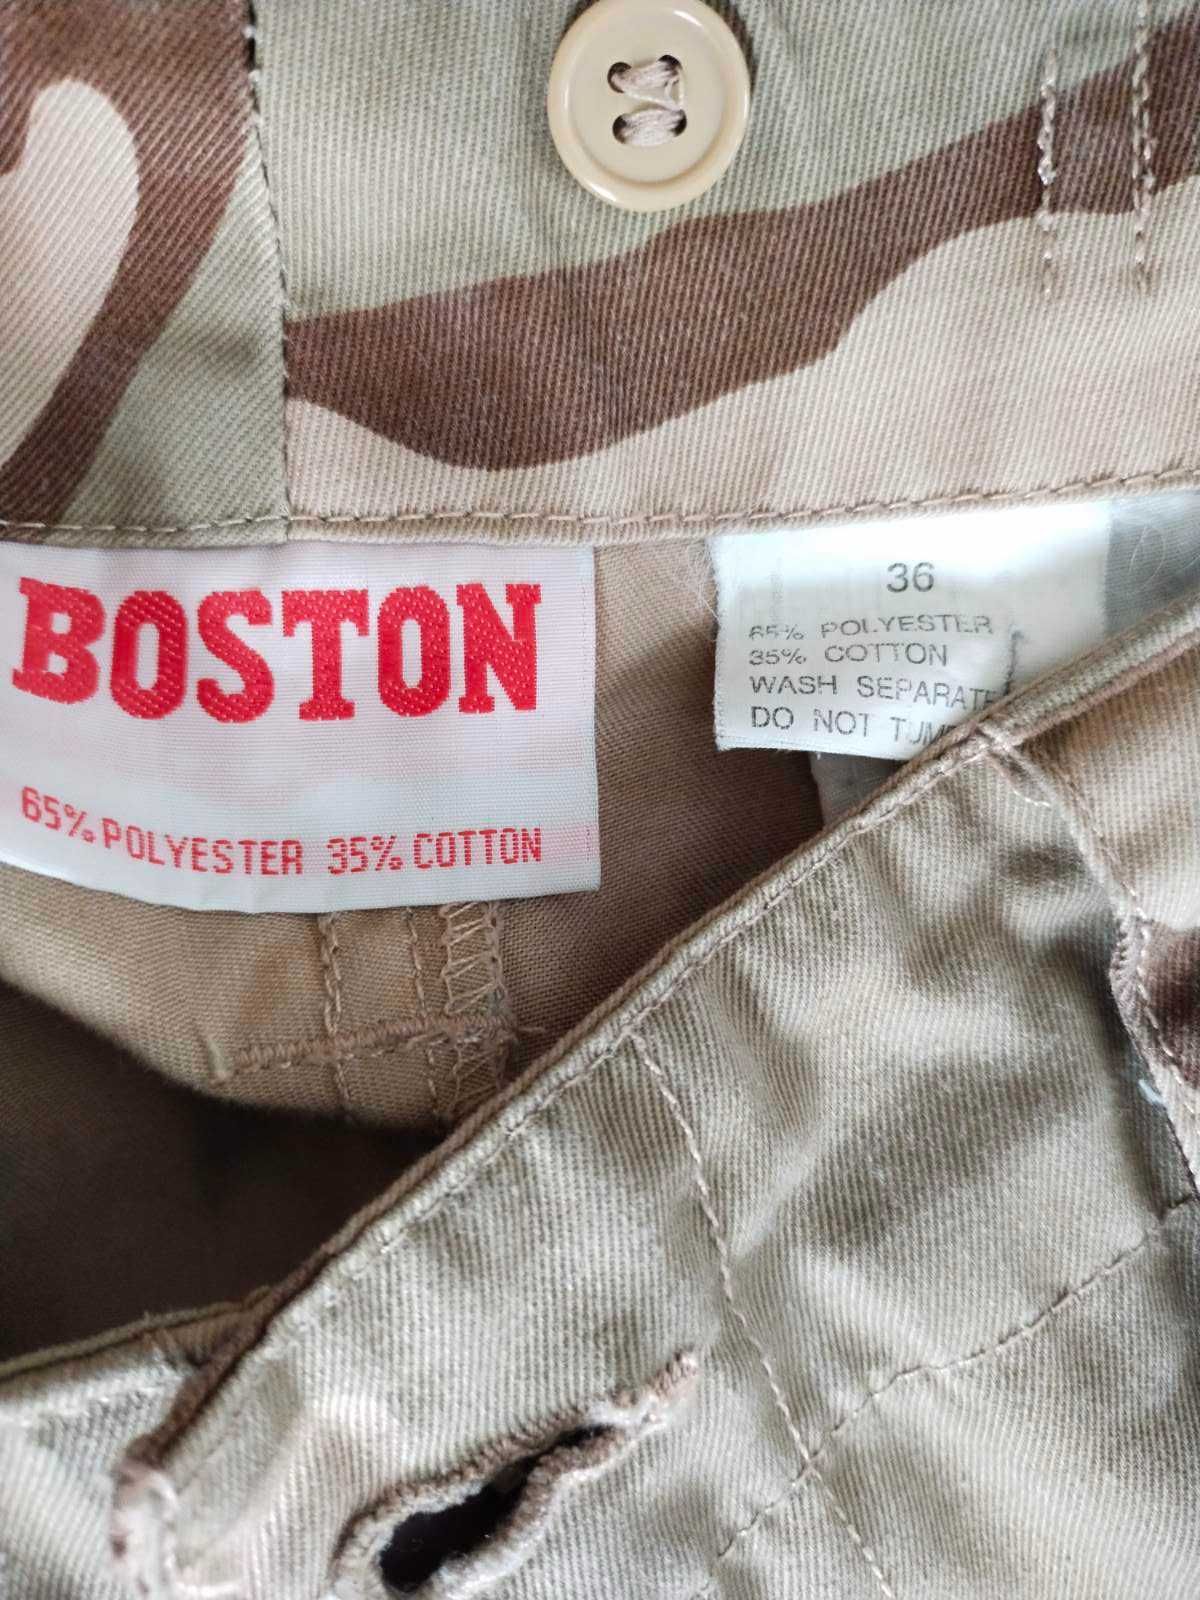 BOSTON
65% POLYESTER 35% COTTON
36
65% POLYESTER
35% COTTON
WASH SEPARATE
DO NOT